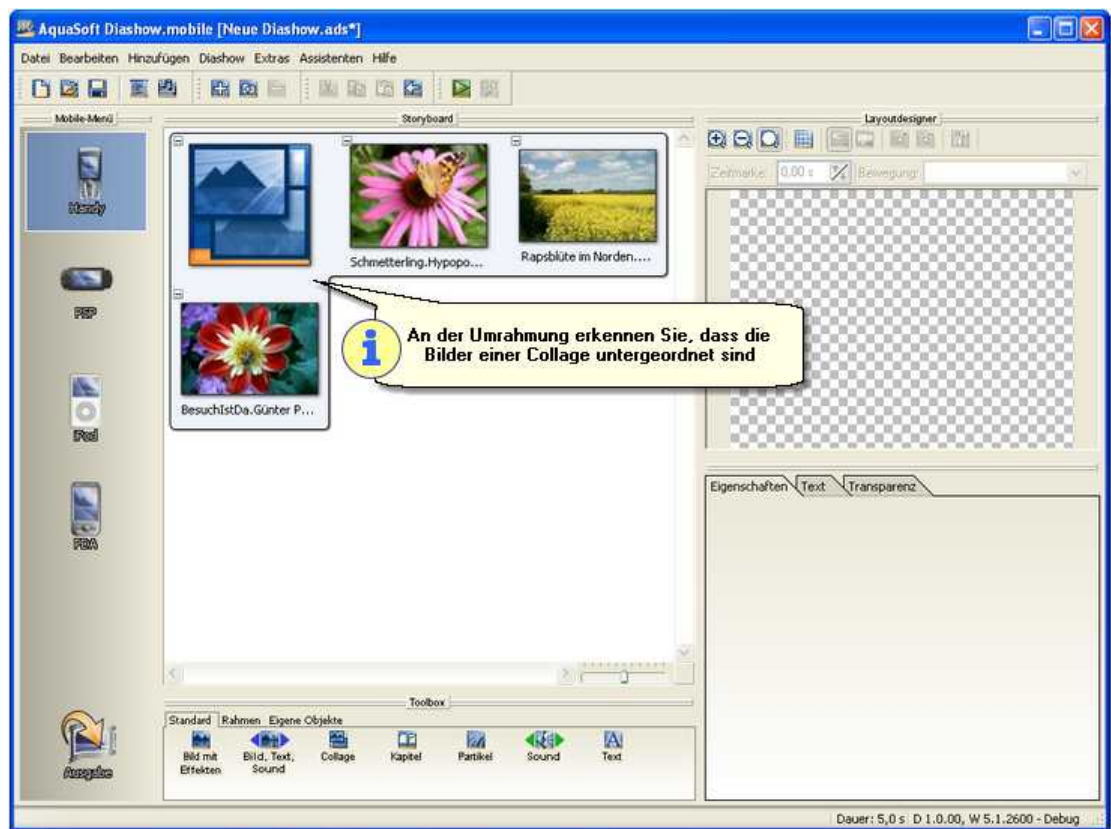 AquaSoft Diashow.mobile [Neue Diashow.ads*]
Datei Bearbeiten Hinzufügen Diashow Extras Assistenten Hilfe
Mobile-Menü
Handy
PSP
iPod
PDA
Ausgabe
Storyboard
Schmetterling.Hypopo...
Rapsblüte im Norden....
BesuchIstDa.Günter P...
i
An der Umrahmung erkennen Sie, dass die
Bilder einer Collage untergeordnet sind
Toolbox
Standard Rahmen Eigene Objekte
Bild mit
Effekten
Bild, Text,
Sound
Collage
Kapitel
Partikel
Sound
Text
Layoutdesigner
Zeitmarke: 0,00 s Bewegung:
Eigenschaften Text Transparenz
Dauer: 5,0 s D 1.0.00, W 5.1.2600 - Debug